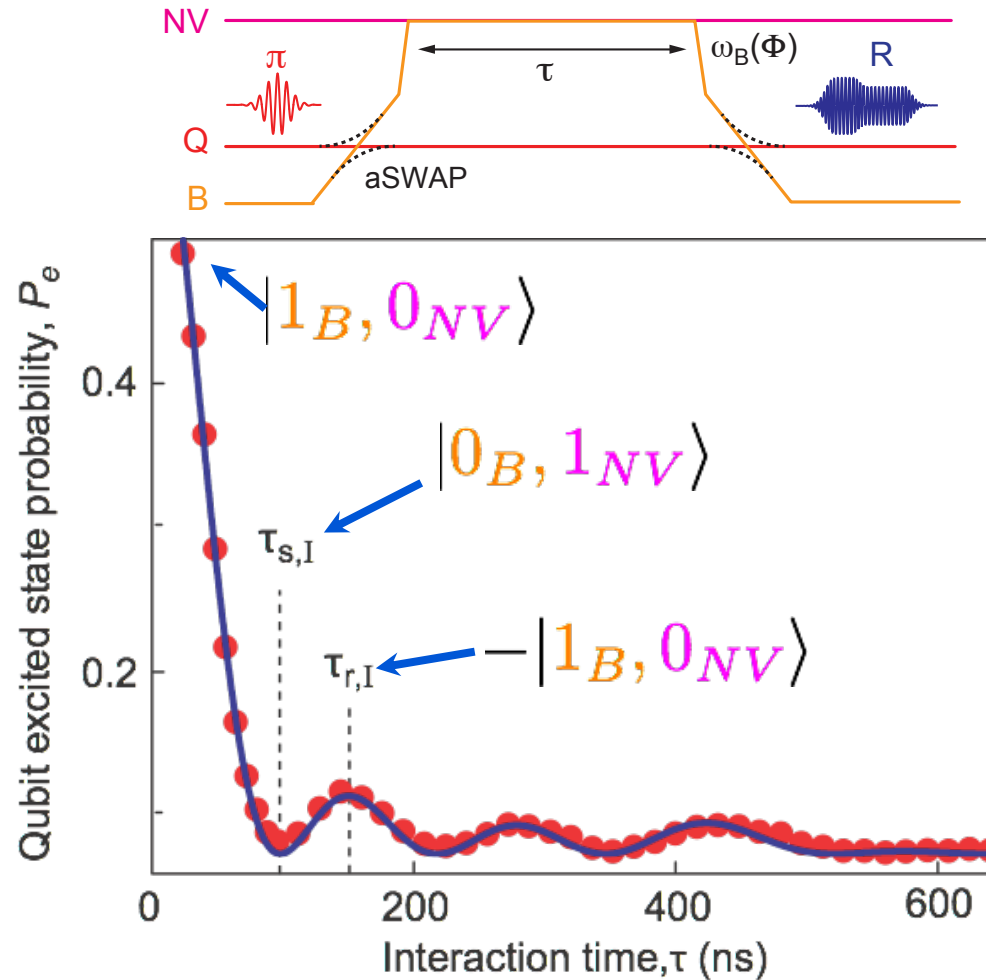 NV
π
τ
ω_B(Φ)
R
Q
aSWAP
B
Qubit excited state probability, P_e
0.4
0.2
|1_B, 0_NV⟩
|0_B, 1_NV⟩
τ_s,I
τ_r,I
−|1_B, 0_NV⟩
0 200 400 600
Interaction time,τ (ns)